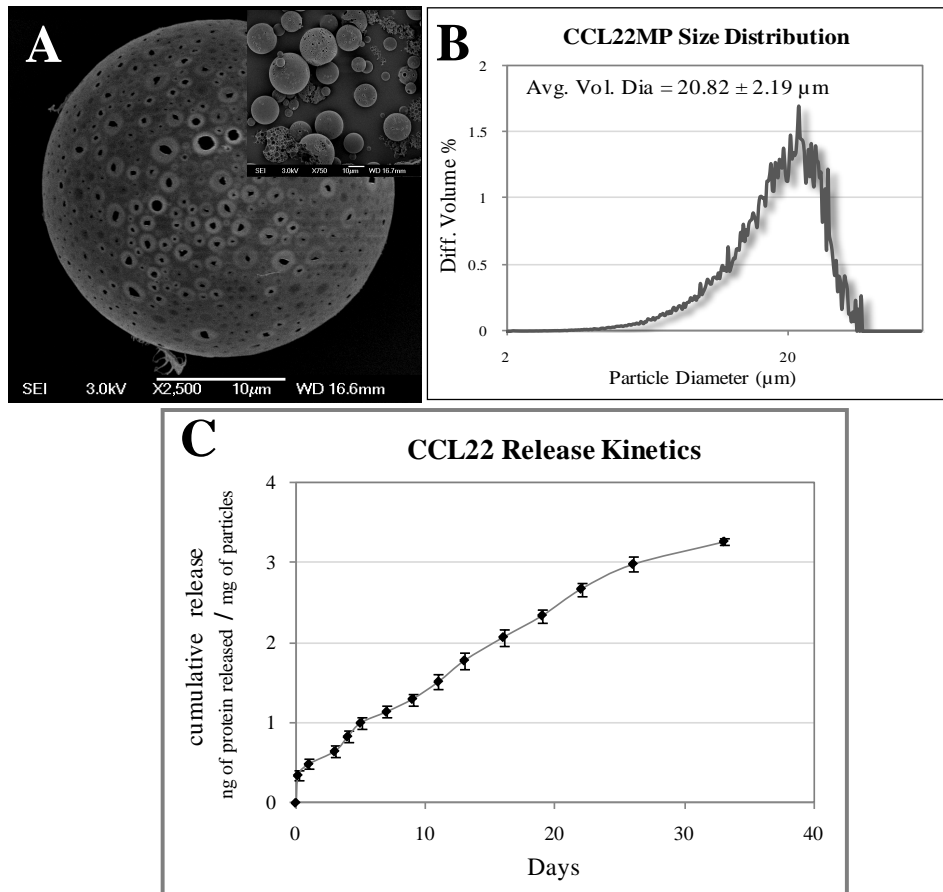 A
SEI 3.0kV X750 10µm WD 16.7mm
SEI 3.0kV X2,500 10µm WD 16.6mm
B
CCL22MP Size Distribution
Avg. Vol. Dia = 20.82 ± 2.19 µm
Diff. Volume %
2
1.5
1
0.5
0
2 20
Particle Diameter (µm)
C
CCL22 Release Kinetics
cumulative release
ng of protein released / mg of particles
4
3
2
1
0
0 10 20 30 40
Days